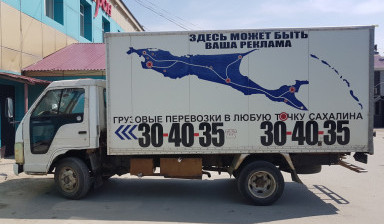 ЗДЕСЬ МОЖЕТ БЫТЬ
ВАША РЕКЛАМА
ГРУЗОВЫЕ ПЕРЕВОЗКИ В ЛЮБУЮ ТОЧКУ САХАЛИНА
30-40-35
30-40-35